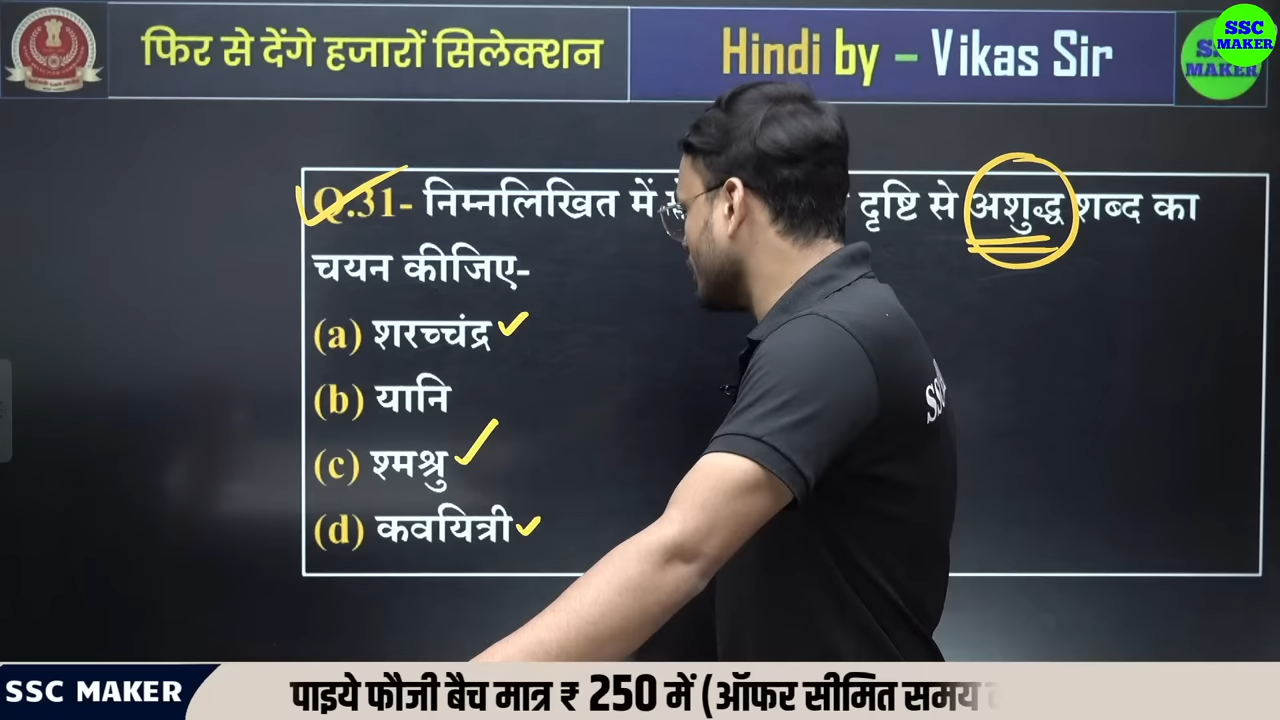 फिर से देंगे हजारों सिलेक्शन
Hindi by – Vikas Sir
SSC
MAKER
MAKER
Q.31- निम्नलिखित में दृष्टि से अशुद्ध शब्द का
चयन कीजिए-
(a) शरच्चंद्र
(b) यानि
(c) श्मश्रु
(d) कवयित्री
SSC MAKER
पाइये फौजी बैच मात्र ₹ 250 में (ऑफर सीमित समय